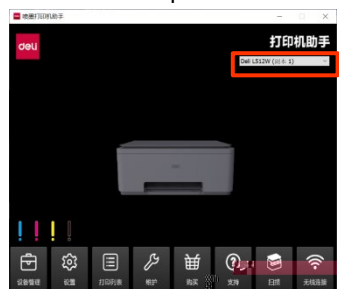 喷墨打印机助手
deli
打印机助手
Deli L512W (副本 1)
设备管理
设置
打印列表
维护
购买
支持
扫描
无线连接